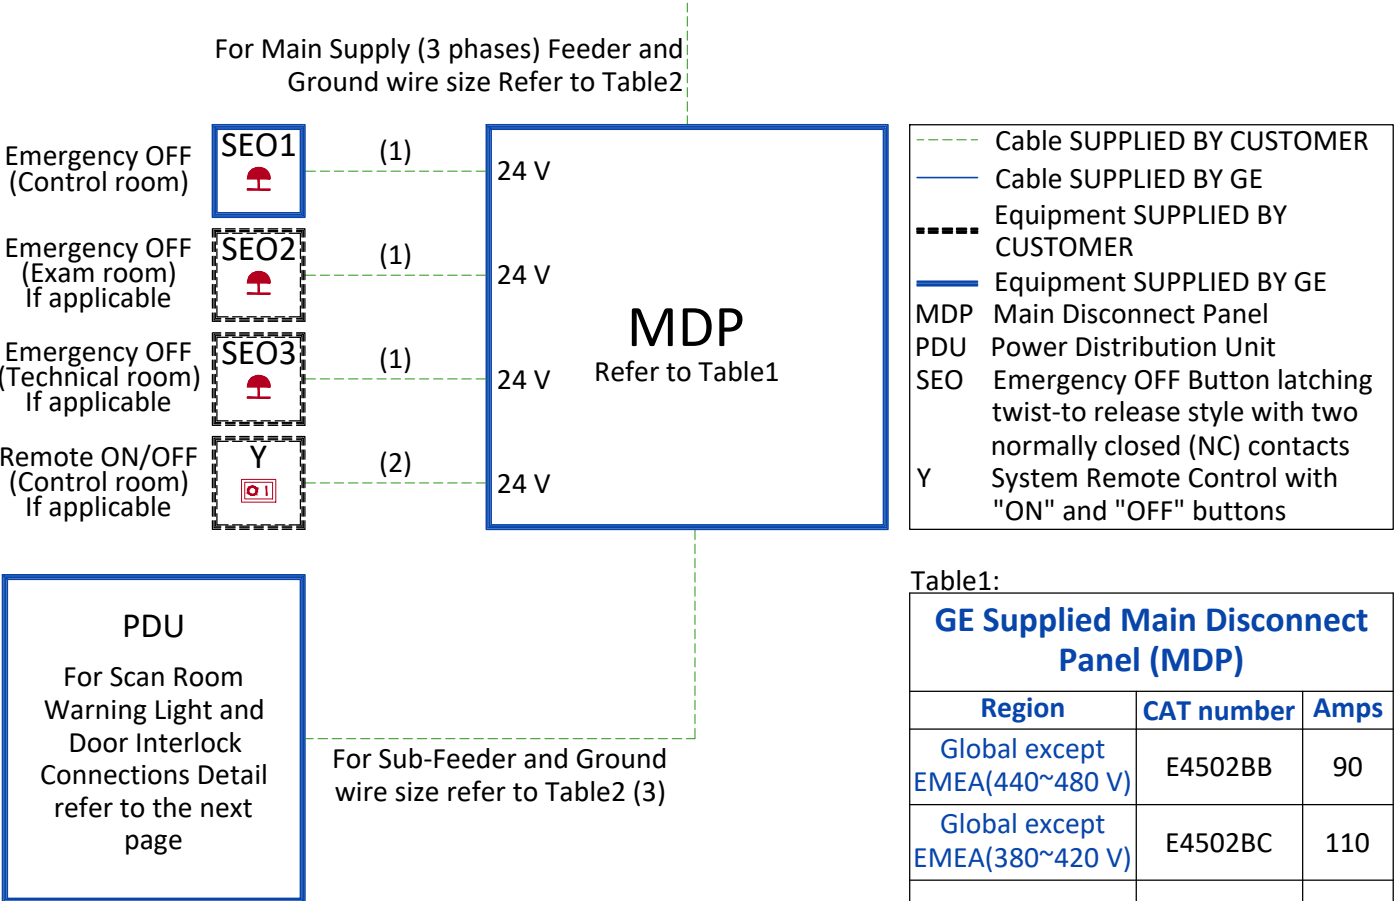 For Main Supply (3 phases) Feeder and
Ground wire size Refer to Table2
Emergency OFF
(Control room)
SEO1
(1)
24 V
Emergency OFF
(Exam room)
If applicable
SEO2
(1)
24 V
Emergency OFF
(Technical room)
If applicable
SEO3
(1)
24 V
Remote ON/OFF
(Control room)
If applicable
Y
(2)
24 V
MDP
Refer to Table1
Cable SUPPLIED BY CUSTOMER
Cable SUPPLIED BY GE
Equipment SUPPLIED BY
CUSTOMER
Equipment SUPPLIED BY GE
MDP Main Disconnect Panel
PDU Power Distribution Unit
SEO Emergency OFF Button latching
twist-to release style with two
normally closed (NC) contacts
Y System Remote Control with
"ON" and "OFF" buttons
PDU
For Scan Room
Warning Light and
Door Interlock
Connections Detail
refer to the next
page
For Sub-Feeder and Ground
wire size refer to Table2 (3)
Table1:
GE Supplied Main Disconnect
Panel (MDP)
Region CAT number Amps
Global except
EMEA(440~480 V) E4502BB 90
Global except
EMEA(380~420 V) E4502BC 110